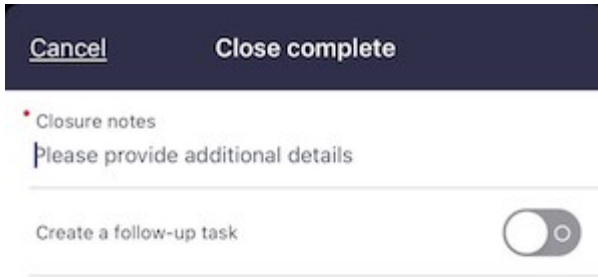 Cancel Close complete
* Closure notes
Please provide additional details
Create a follow-up task